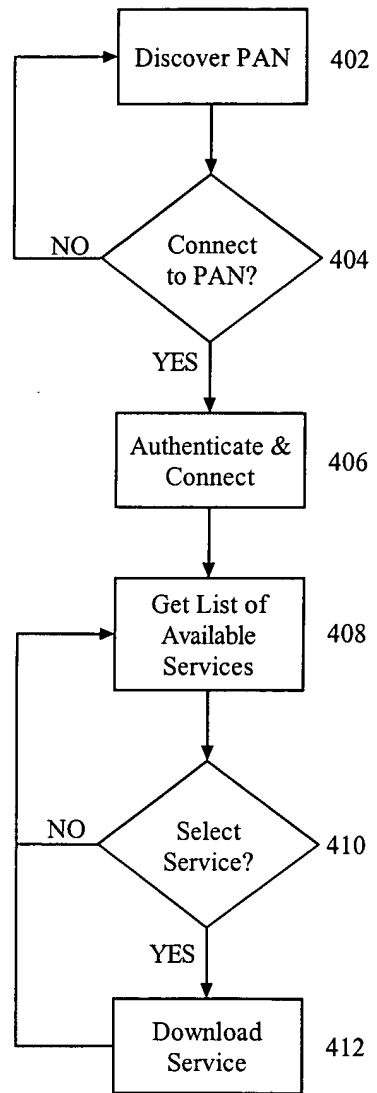 Discover PAN
402
Connect
to PAN?
404
NO
YES
Authenticate &
Connect
406
Get List of
Available
Services
408
NO
Select
Service?
410
YES
Download
Service
412